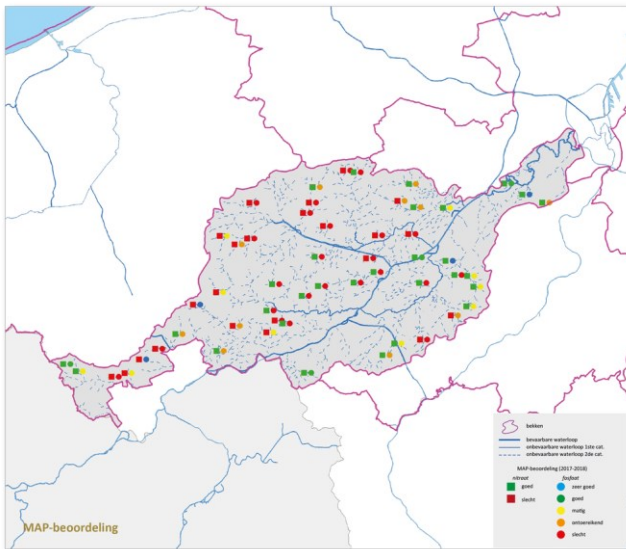 bekken
bevaarbare waterloop
onbevaarbare waterloop 1ste cat.
onbevaarbare waterloop 2de cat.
MAP-beoordeling (2017-2018)
nitraat fosfaat
goed zeer goed
slecht goed
matig
ontoereikend
slecht
MAP-beoordeling